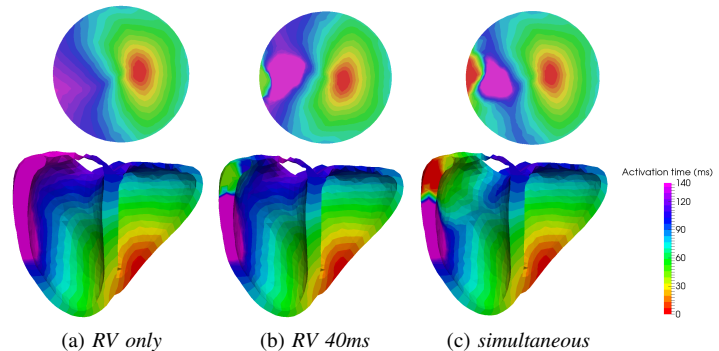 Activation time (ms)
140
120
90
60
30
0
(a) RV only
(b) RV 40ms
(c) simultaneous